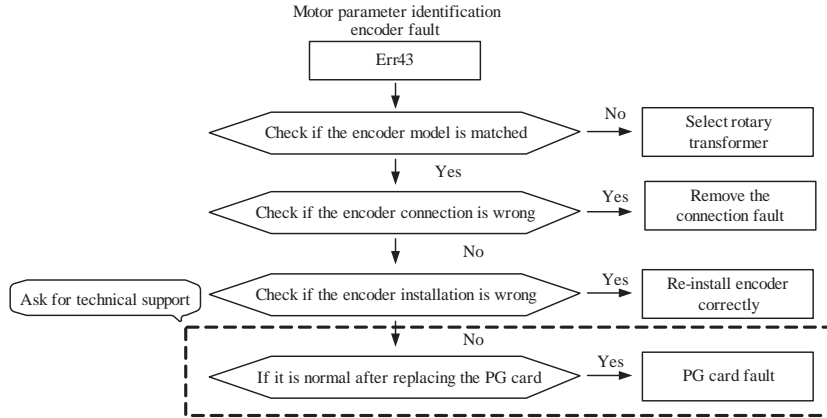 Motor parameter identification
encoder fault
Err43
Check if the encoder model is matched
No
Select rotary
transformer
Yes
Check if the encoder connection is wrong
Yes
Remove the
connection fault
No
Ask for technical support
Check if the encoder installation is wrong
Yes
Re-install encoder
correctly
No
If it is normal after replacing the PG card
Yes
PG card fault